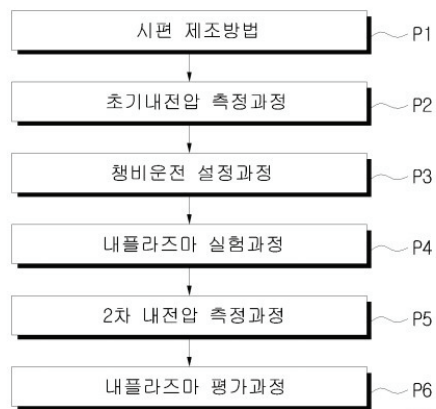 시편 제조방법 P1
초기내전압 측정과정 P2
챔비운전 설정과정 P3
내플라즈마 실험과정 P4
2차 내전압 측정과정 P5
내플라즈마 평가과정 P6